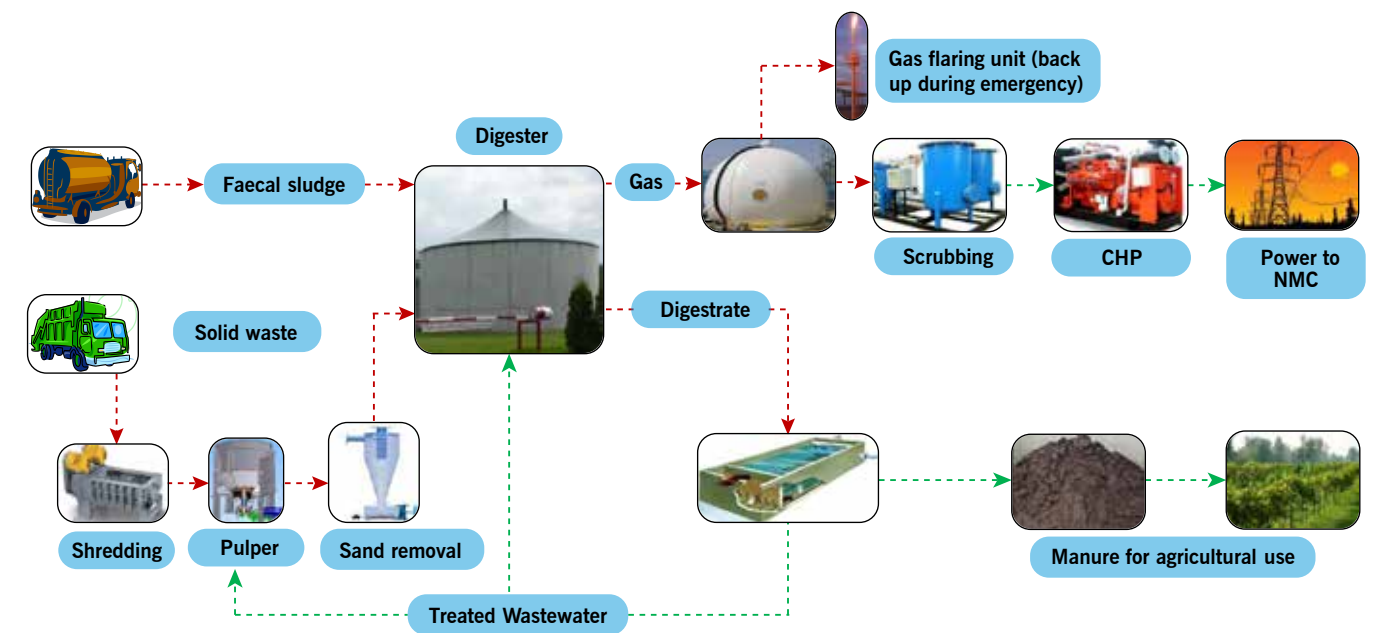 Gas flaring unit (back
up during emergency)
Digester
Faecal sludge
Gas
Scrubbing
CHP
Power to
NMC
Solid waste
Digestrate
Shredding
Pulper
Sand removal
Manure for agricultural use
Treated Wastewater